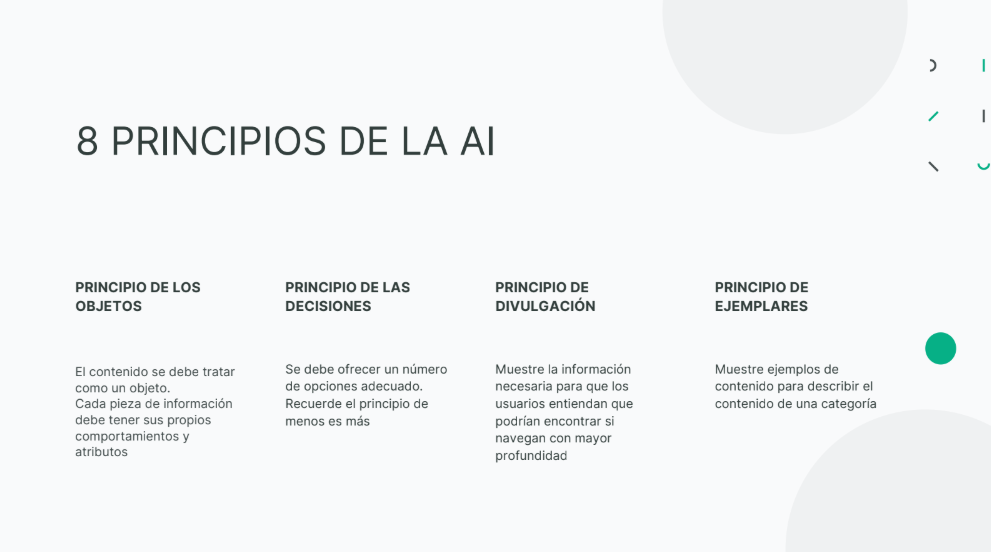 8 PRINCIPIOS DE LA AI
PRINCIPIO DE LOS
OBJETOS
El contenido se debe tratar
como un objeto.
Cada pieza de información
debe tener sus propios
comportamientos y
atributos
PRINCIPIO DE LAS
DECISIONES
Se debe ofrecer un número
de opciones adecuado.
Recuerde el principio de
menos es más
PRINCIPIO DE
DIVULGACIÓN
Muestre la información
necesaria para que los
usuarios entiendan que
podrían encontrar si
navegan con mayor
profundidad
PRINCIPIO DE
EJEMPLARES
Muestre ejemplos de
contenido para describir el
contenido de una categoría